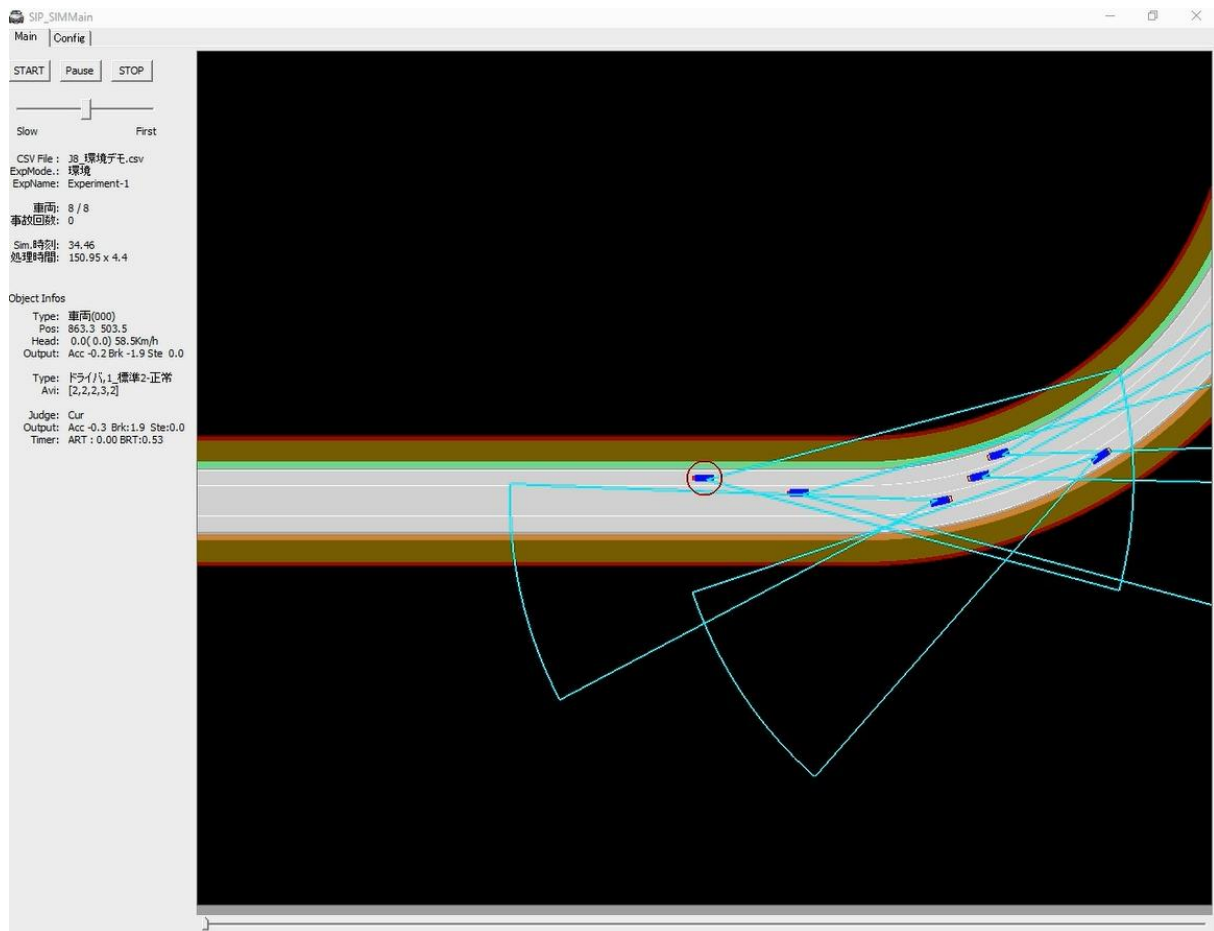 SIP_SIMMain
Main Config
START Pause STOP
Slow First
CSV File : J8_環境デモ.csv
ExpMode.: 環境
ExpName: Experiment-1
車両: 8 / 8
事故回数: 0
Sim.時刻: 34.46
処理時間: 150.95 x 4.4
Object Infos
Type: 車両(000)
Pos: 863.3 503.5
Head: 0.0( 0.0) 58.5Km/h
Output: Acc -0.2 Brk -1.9 Ste 0.0
Type: ドライバ,1_標準2-正常
Avi: [2,2,2,3,2]
Judge: Cur
Output: Acc -0.3 Brk:1.9 Ste:0.0
Timer: ART : 0.00 BRT:0.53